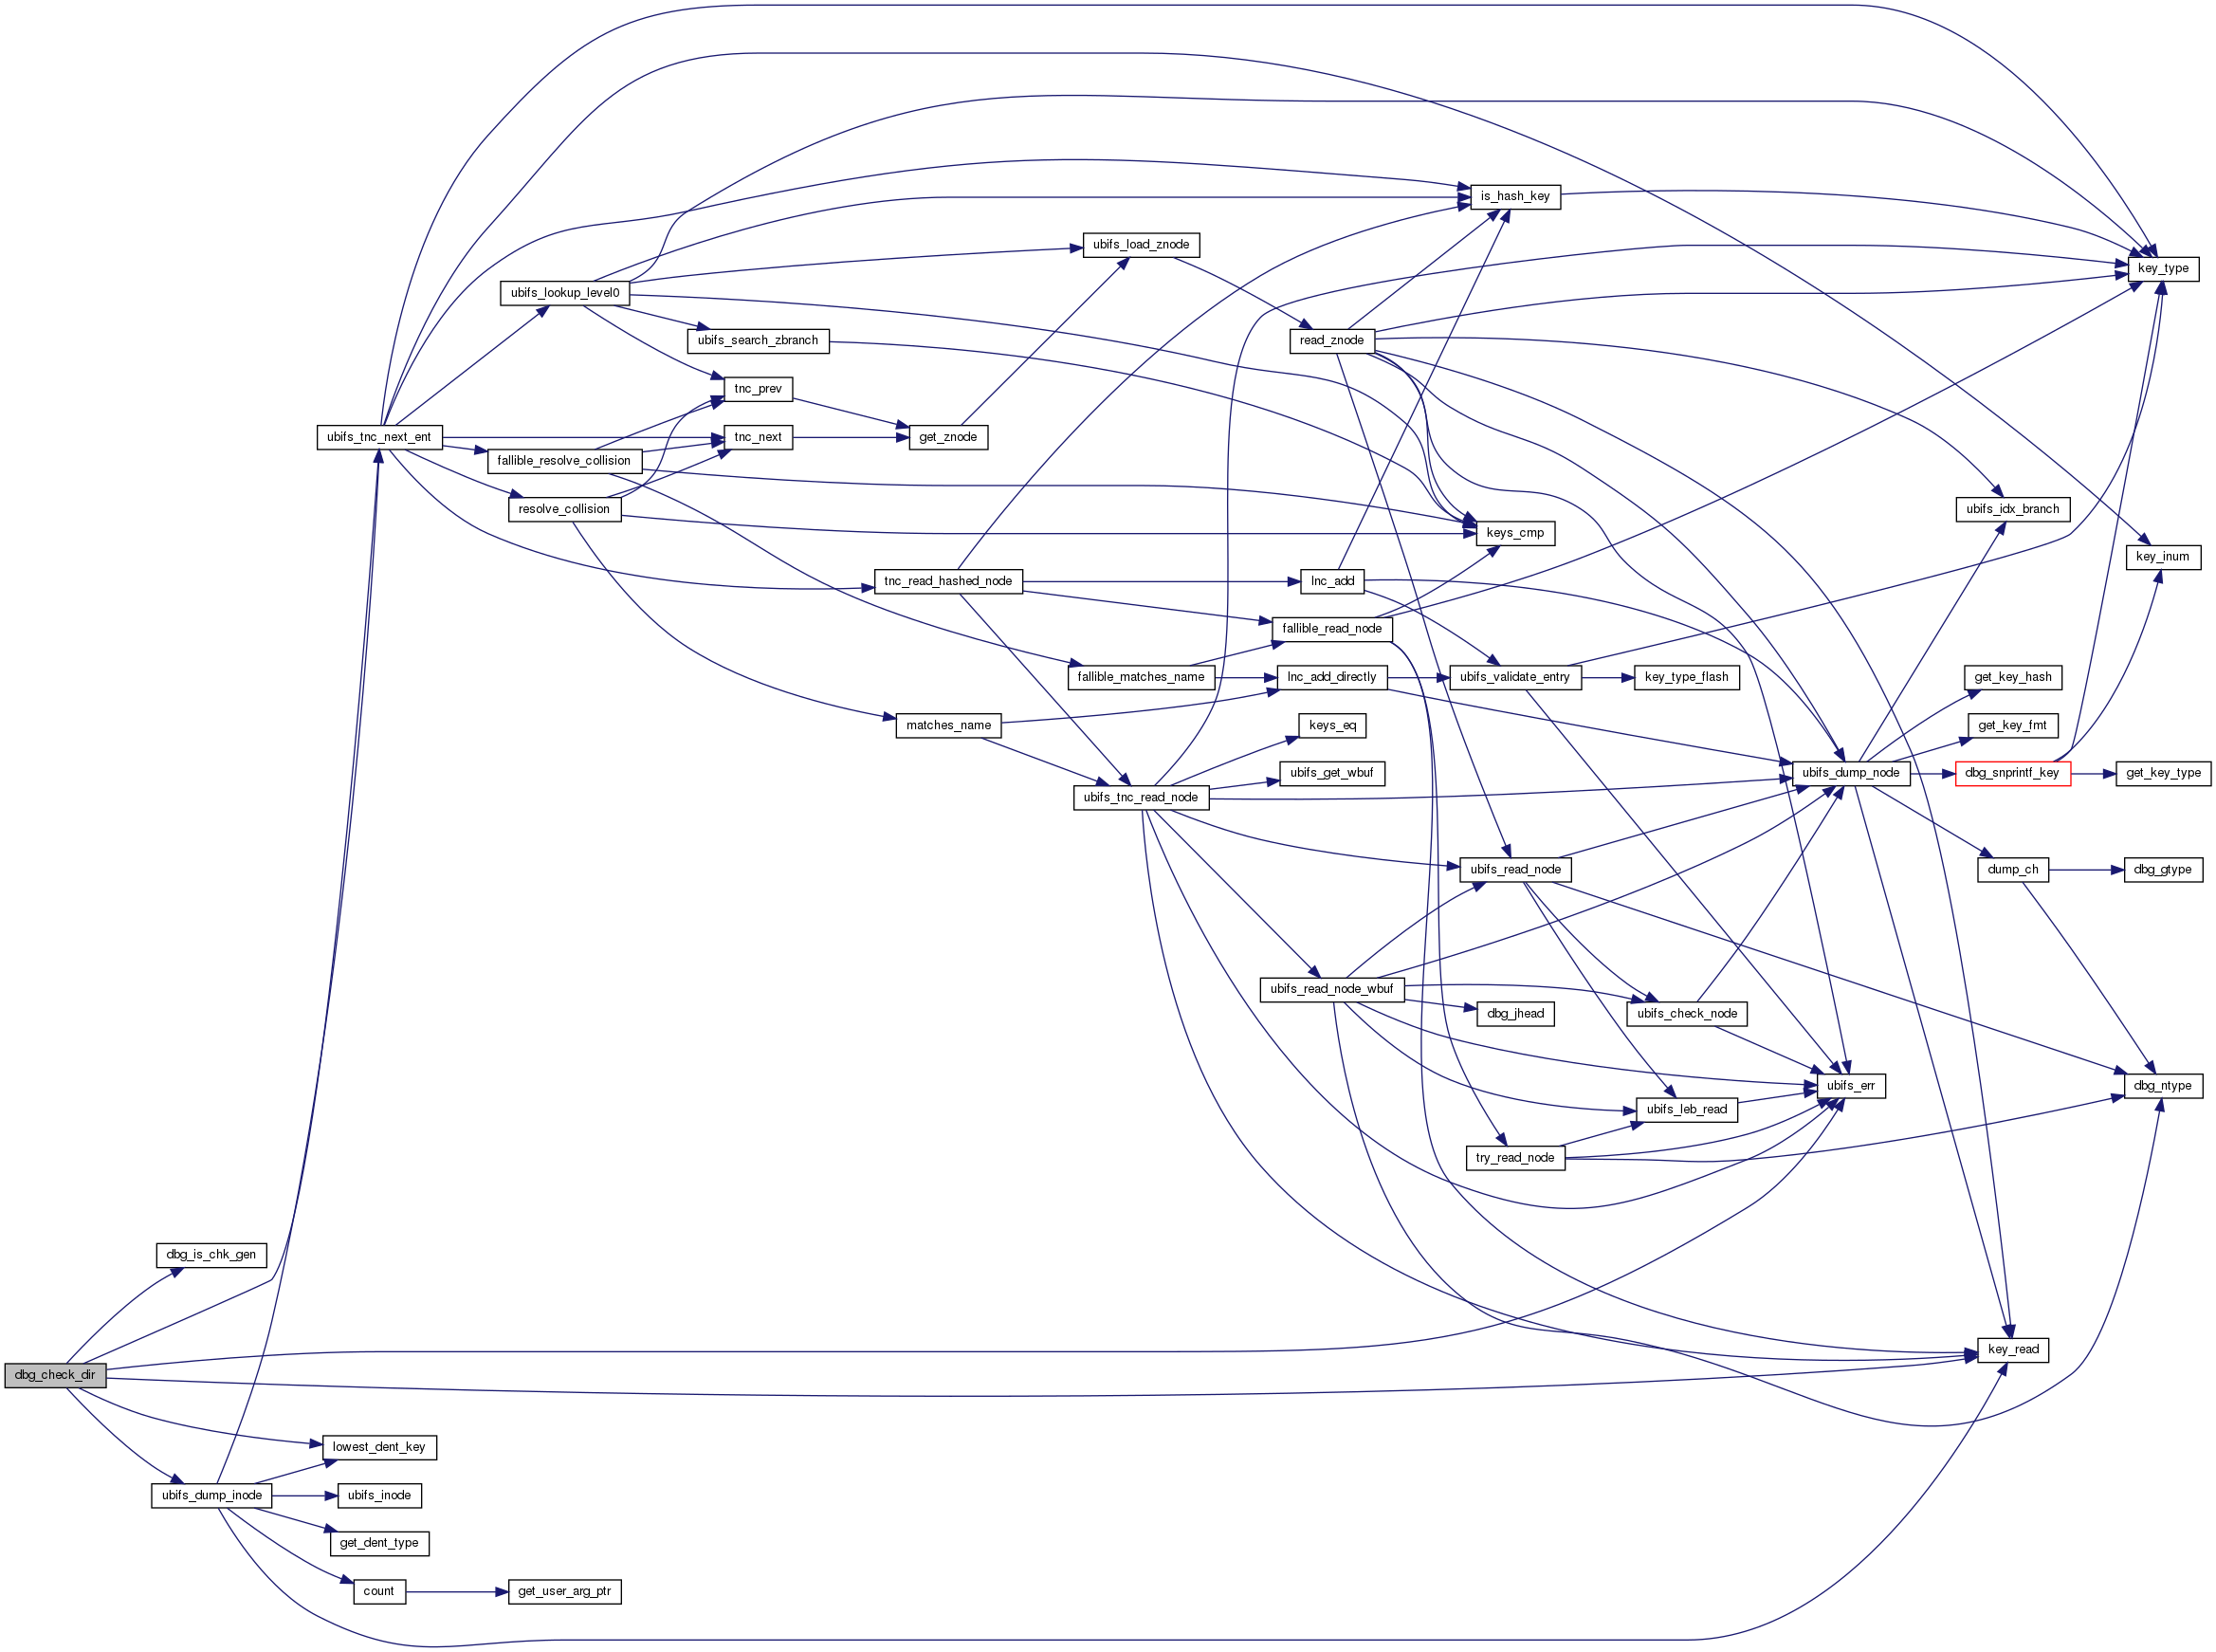 is_hash_key
ubifs_load_znode
key_type
ubifs_lookup_level0
ubifs_search_zbranch
read_znode
tnc_prev
ubifs_tnc_next_ent
tnc_next
get_znode
fallible_resolve_collision
resolve_collision
ubifs_idx_branch
keys_cmp
key_inum
tnc_read_hashed_node
lnc_add
fallible_read_node
fallible_matches_name
lnc_add_directly
ubifs_validate_entry
key_type_flash
get_key_hash
matches_name
keys_eq
get_key_fmt
ubifs_get_wbuf
ubifs_dump_node
dbg_snprintf_key
get_key_type
ubifs_tnc_read_node
ubifs_read_node
dump_ch
dbg_gtype
ubifs_read_node_wbuf
dbg_jhead
ubifs_check_node
ubifs_err
dbg_ntype
ubifs_leb_read
try_read_node
dbg_is_chk_gen
key_read
dbg_check_dir
lowest_dent_key
ubifs_dump_inode
ubifs_inode
get_dent_type
count
get_user_arg_ptr